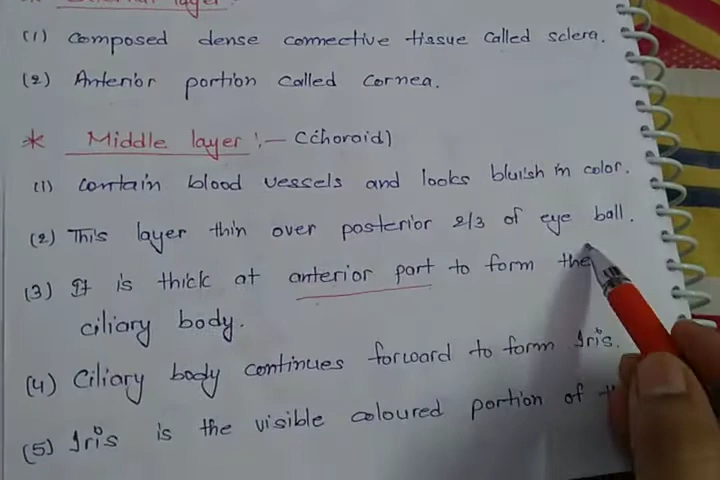 (1) composed dense connective tissue called sclera.
(2) Anterior portion called cornea.
* Middle layer :- (choroid)
(1) contain blood vessels and looks bluish in color.
(2) This layer thin over posterior 2/3 of eye ball.
(3) It is thick at anterior part to form the
ciliary body.
(4) Ciliary body continues forward to form Iris.
(5) Iris is the visible coloured portion of